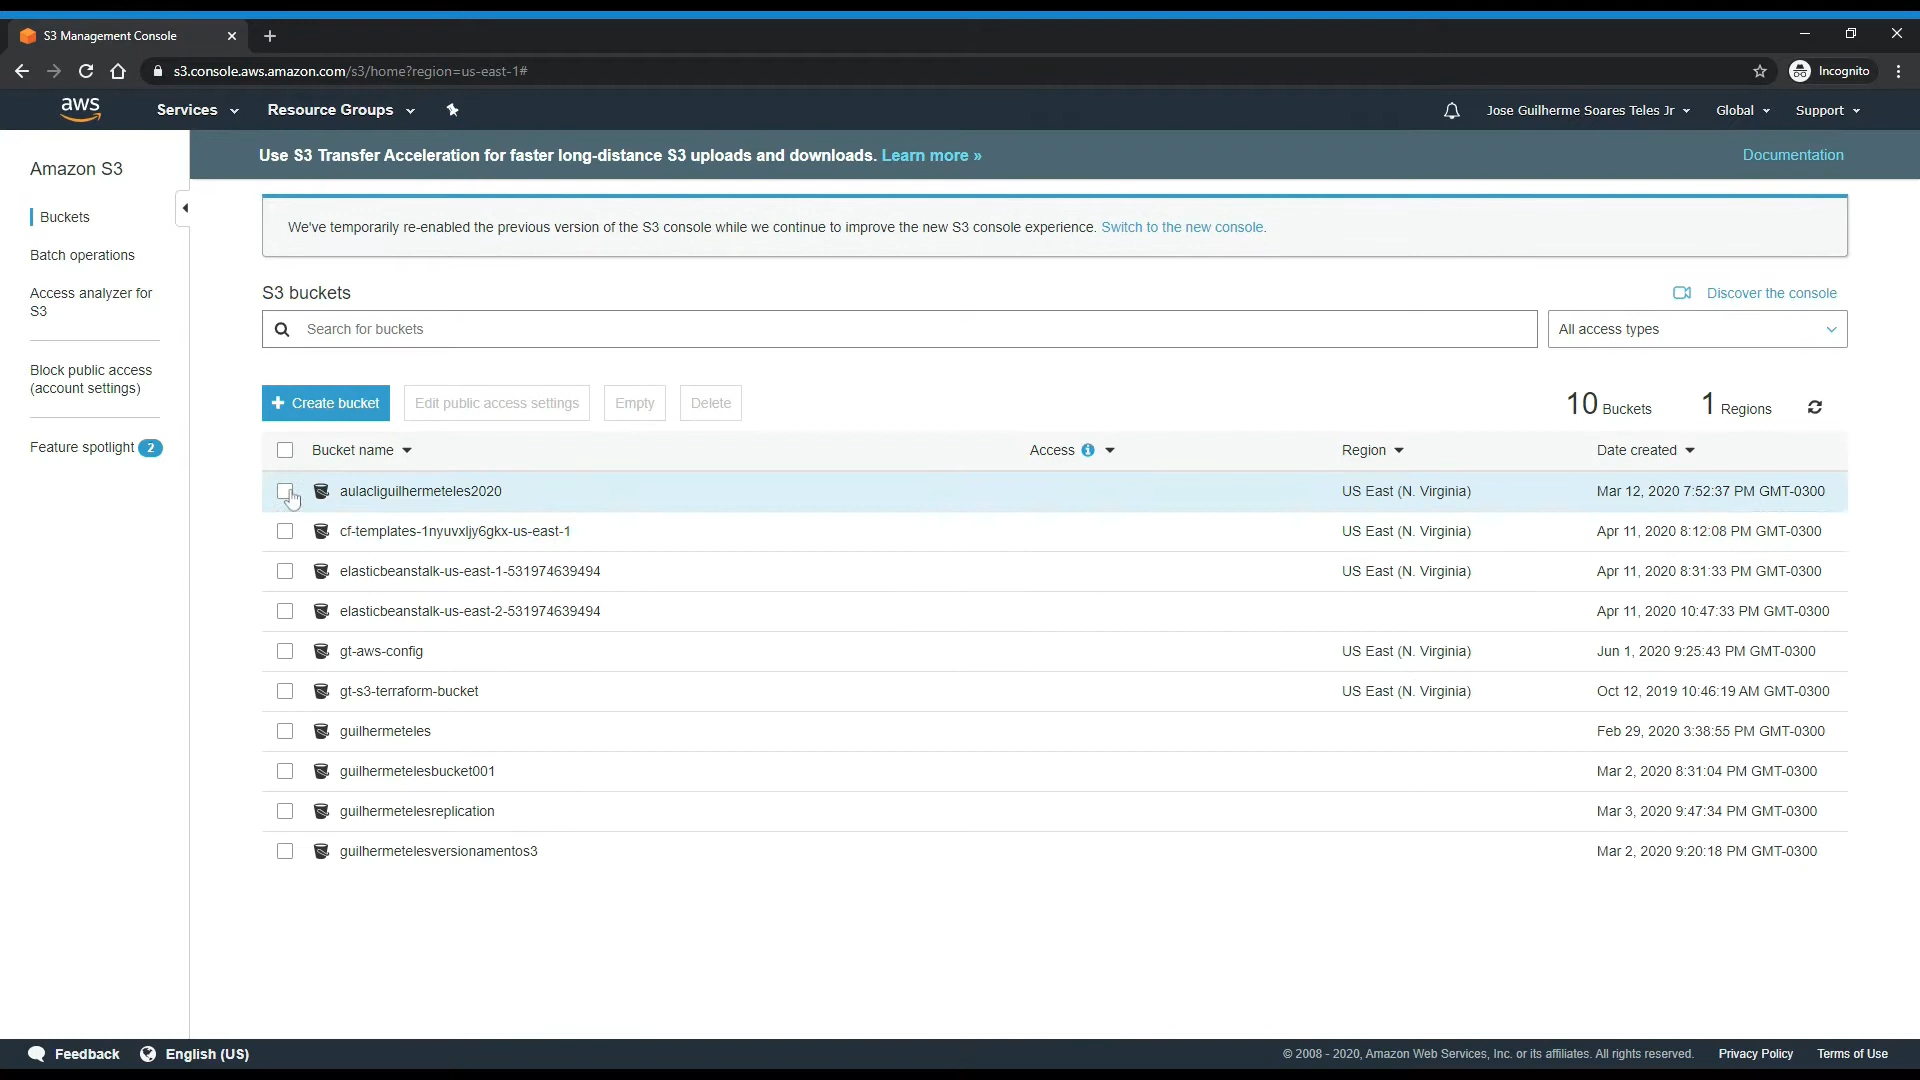 S3 Management Console
s3.console.aws.amazon.com/s3/home?region=us-east-1#
Incognito
aws
Services
Resource Groups
Jose Guilherme Soares Teles Jr
Global
Support
Amazon S3
Buckets
Batch operations
Access analyzer for
S3
Block public access
(account settings)
Feature spotlight 2
Use S3 Transfer Acceleration for faster long-distance S3 uploads and downloads. Learn more »
Documentation
We've temporarily re-enabled the previous version of the S3 console while we continue to improve the new S3 console experience. Switch to the new console.
S3 buckets
Discover the console
Search for buckets
All access types
+ Create bucket
Edit public access settings
Empty
Delete
10 Buckets
1 Regions
Bucket name Access Region Date created
aulacliguilhermeteles2020 US East (N. Virginia) Mar 12, 2020 7:52:37 PM GMT-0300
cf-templates-1nyuvxljy6gkx-us-east-1 US East (N. Virginia) Apr 11, 2020 8:12:08 PM GMT-0300
elasticbeanstalk-us-east-1-531974639494 US East (N. Virginia) Apr 11, 2020 8:31:33 PM GMT-0300
elasticbeanstalk-us-east-2-531974639494 Apr 11, 2020 10:47:33 PM GMT-0300
gt-aws-config US East (N. Virginia) Jun 1, 2020 9:25:43 PM GMT-0300
gt-s3-terraform-bucket US East (N. Virginia) Oct 12, 2019 10:46:19 AM GMT-0300
guilhermeteles Feb 29, 2020 3:38:55 PM GMT-0300
guilhermetelesbucket001 Mar 2, 2020 8:31:04 PM GMT-0300
guilhermetelesreplication Mar 3, 2020 9:47:34 PM GMT-0300
guilhermetelesversionamentos3 Mar 2, 2020 9:20:18 PM GMT-0300
Feedback
English (US)
© 2008 - 2020, Amazon Web Services, Inc. or its affiliates. All rights reserved.
Privacy Policy
Terms of Use